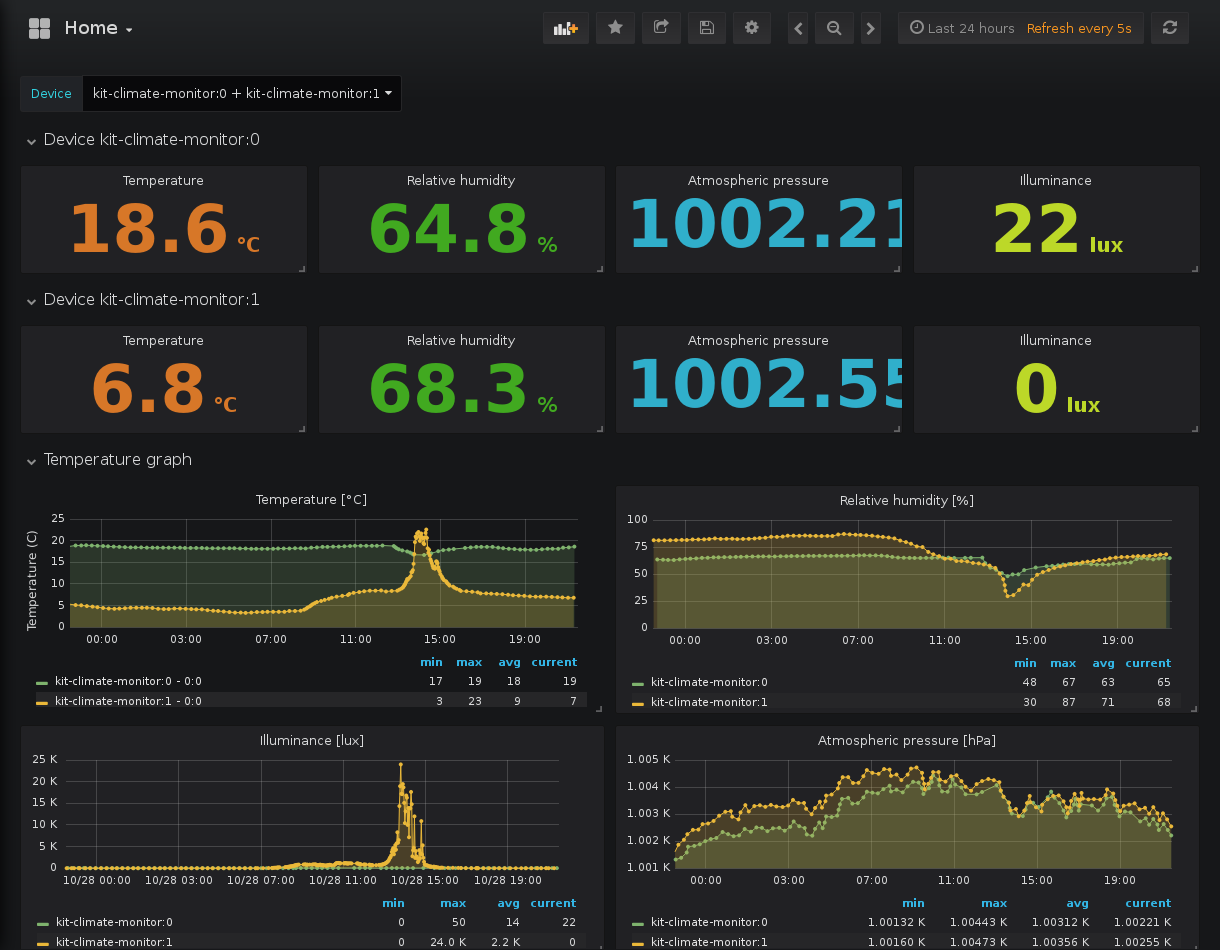 Home
Last 24 hours Refresh every 5s
Device kit-climate-monitor:0 + kit-climate-monitor:1
Device kit-climate-monitor:0
Temperature Relative humidity Atmospheric pressure Illuminance
18.6 °C 64.8 % 1002.21 22 lux
Device kit-climate-monitor:1
Temperature Relative humidity Atmospheric pressure Illuminance
6.8 °C 68.3 % 1002.55 0 lux
Temperature graph
Temperature [°C]
Temperature (C)
25
20
15
10
5
0
00:00 03:00 07:00 11:00 15:00 19:00
min max avg current
kit-climate-monitor:0 - 0:0 17 19 18 19
kit-climate-monitor:1 - 0:0 3 23 9 7
Relative humidity [%]
100
75
50
25
0
00:00 03:00 07:00 11:00 15:00 19:00
min max avg current
kit-climate-monitor:0 48 67 63 65
kit-climate-monitor:1 30 87 71 68
Illuminance [lux]
25 K
20 K
15 K
10 K
5 K
0
10/28 00:00 10/28 03:00 10/28 07:00 10/28 11:00 10/28 15:00 10/28 19:00
min max avg current
kit-climate-monitor:0 0 50 14 22
kit-climate-monitor:1 0 24.0 K 2.2 K 0
Atmospheric pressure [hPa]
1.005 K
1.004 K
1.003 K
1.002 K
1.001 K
00:00 03:00 07:00 11:00 15:00 19:00
min max avg current
kit-climate-monitor:0 1.00132 K 1.00443 K 1.00312 K 1.00221 K
kit-climate-monitor:1 1.00160 K 1.00473 K 1.00356 K 1.00255 K